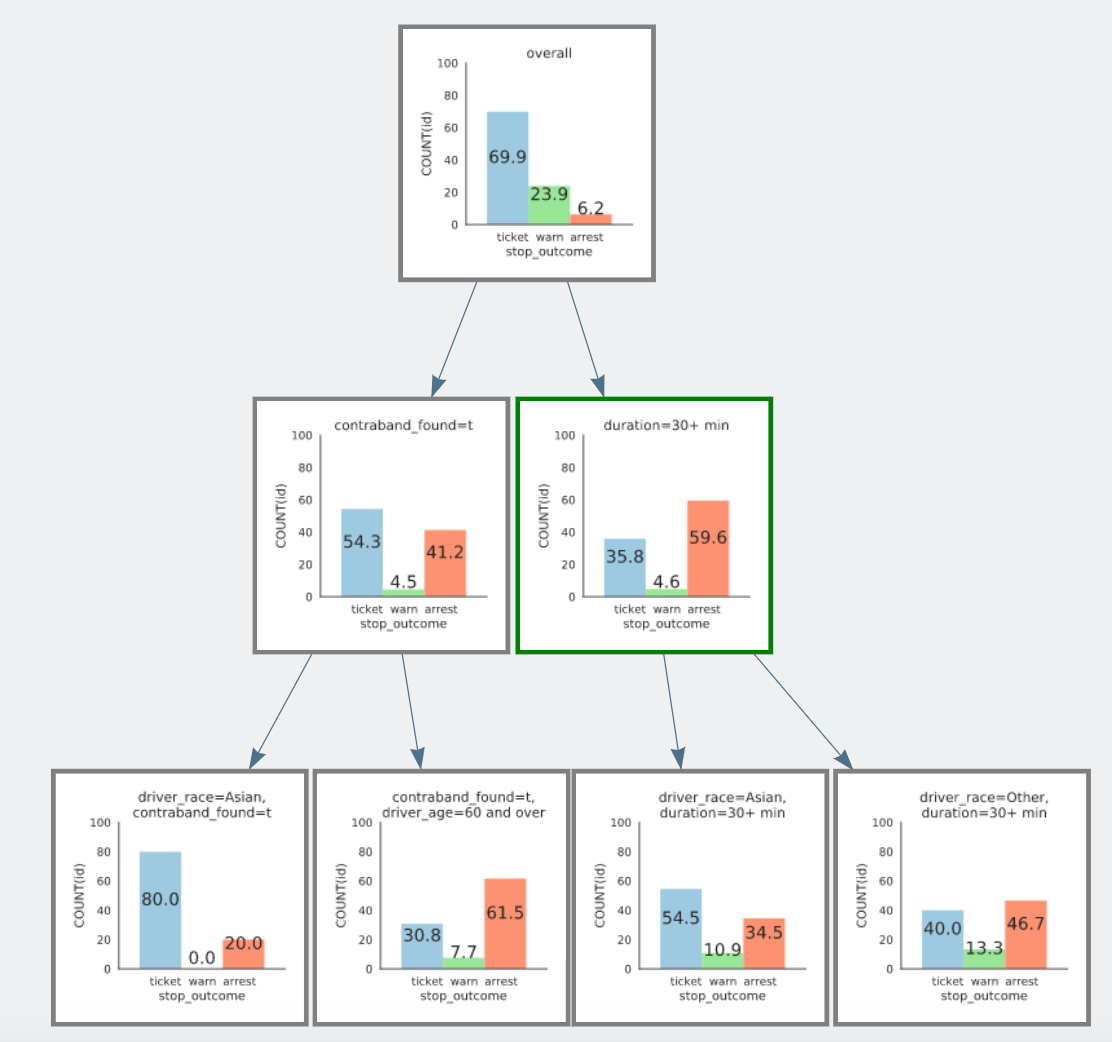 overall
100
80
60
40
20
0
COUNT(id)
69.9
23.9
6.2
ticket warn arrest
stop_outcome
contraband_found=t
100
80
60
40
20
0
COUNT(id)
54.3
4.5
41.2
ticket warn arrest
stop_outcome
duration=30+ min
100
80
60
40
20
0
COUNT(id)
35.8
4.6
59.6
ticket warn arrest
stop_outcome
driver_race=Asian,
contraband_found=t
100
80
60
40
20
0
COUNT(id)
80.0
0.0
20.0
ticket warn arrest
stop_outcome
contraband_found=t,
driver_age=60 and over
100
80
60
40
20
0
COUNT(id)
30.8
7.7
61.5
ticket warn arrest
stop_outcome
driver_race=Asian,
duration=30+ min
100
80
60
40
20
0
COUNT(id)
54.5
10.9
34.5
ticket warn arrest
stop_outcome
driver_race=Other,
duration=30+ min
100
80
60
40
20
0
COUNT(id)
40.0
13.3
46.7
ticket warn arrest
stop_outcome